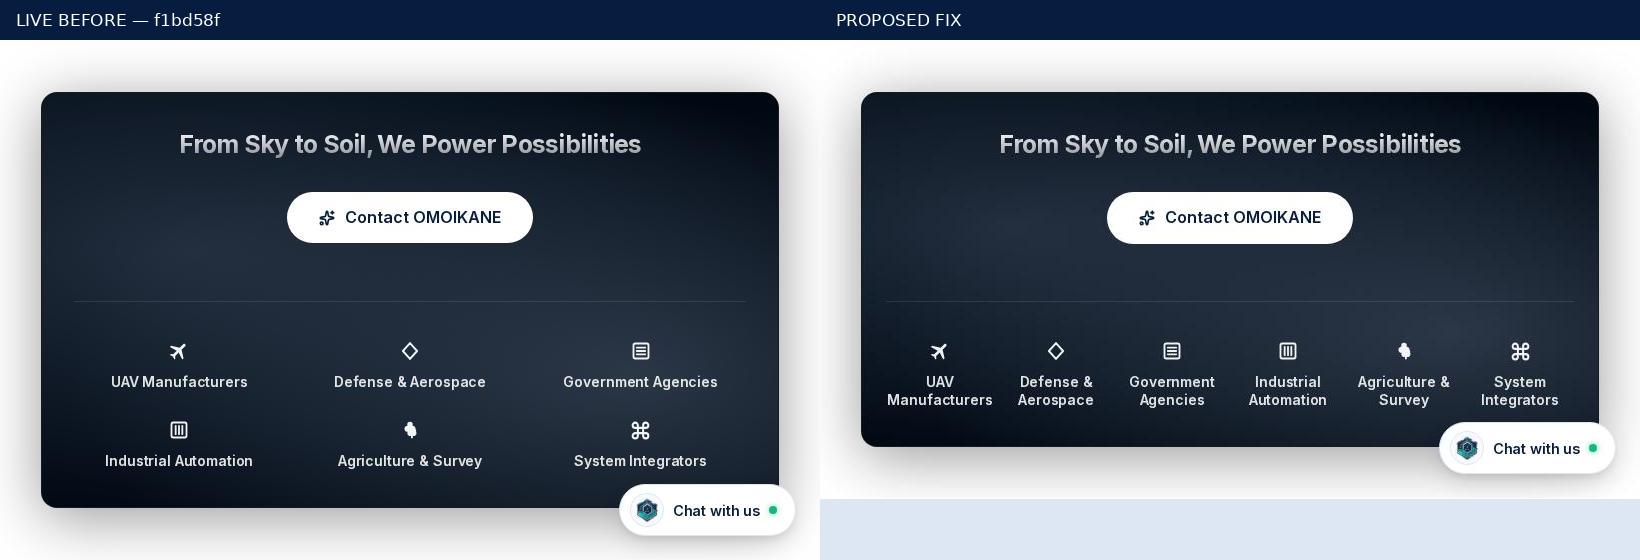 LIVE BEFORE — f1bd58f
From Sky to Soil, We Power Possibilities
Contact OMOIKANE
UAV Manufacturers
Defense & Aerospace
Government Agencies
Industrial Automation
Agriculture & Survey
System Integrators
Chat with us
PROPOSED FIX
From Sky to Soil, We Power Possibilities
Contact OMOIKANE
UAV
Manufacturers
Defense &
Aerospace
Government
Agencies
Industrial
Automation
Agriculture &
Survey
System
Integrators
Chat with us